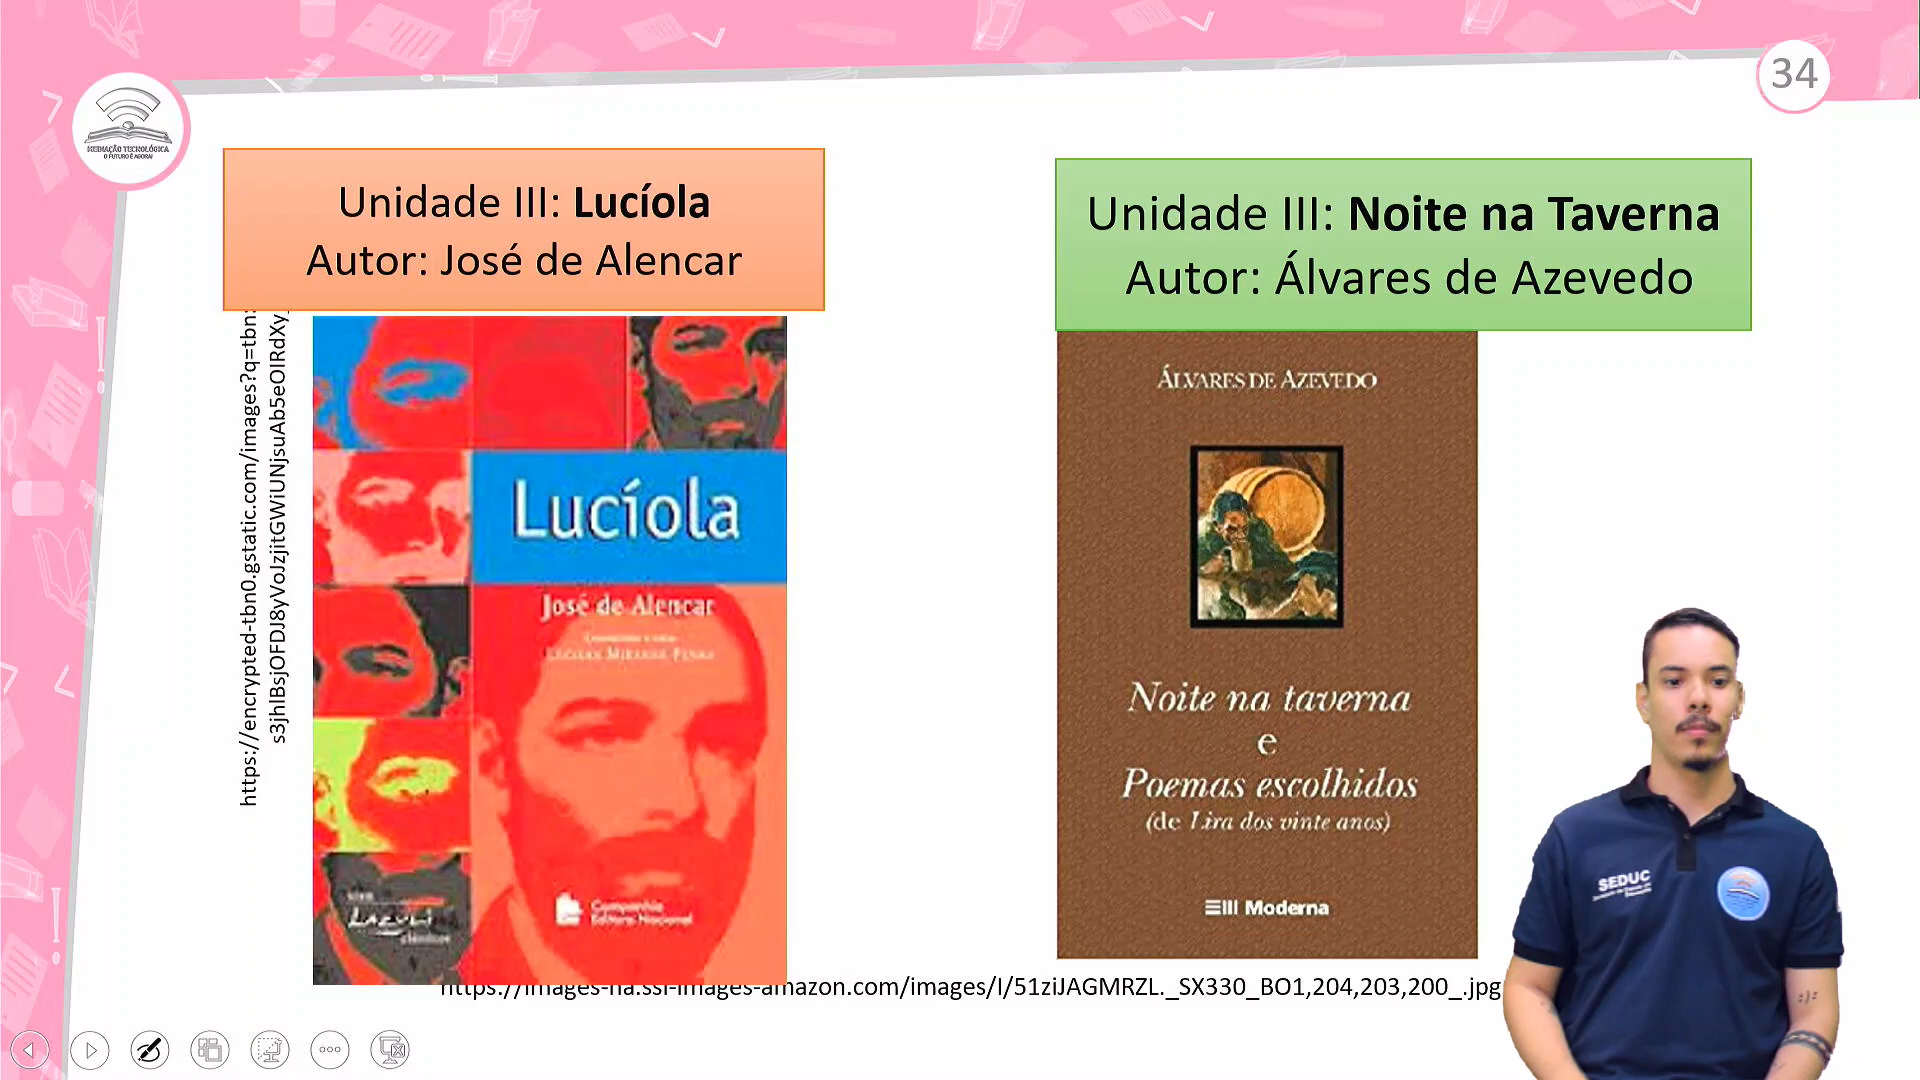 34
MEDIAÇÃO TECNOLÓGICA
O FUTURO É AGORA!
Unidade III: Lucíola
Autor: José de Alencar
Unidade III: Noite na Taverna
Autor: Álvares de Azevedo
https://encrypted-tbn0.gstatic.com/images?q=tbn:
s3jhlBsjOFDJ8yVoJzjitGWiUNjsuAb5eOlRdXy_
Lucíola
José de Alencar
LAZULI
clássicos
Companhia
Editora Nacional
ÁLVARES DE AZEVEDO
Noite na taverna
e
Poemas escolhidos
(de Lira dos vinte anos)
Moderna
https://images-na.ssl-images-amazon.com/images/I/51ziJAGMRZL._SX330_BO1,204,203,200_.jpg
SEDUC